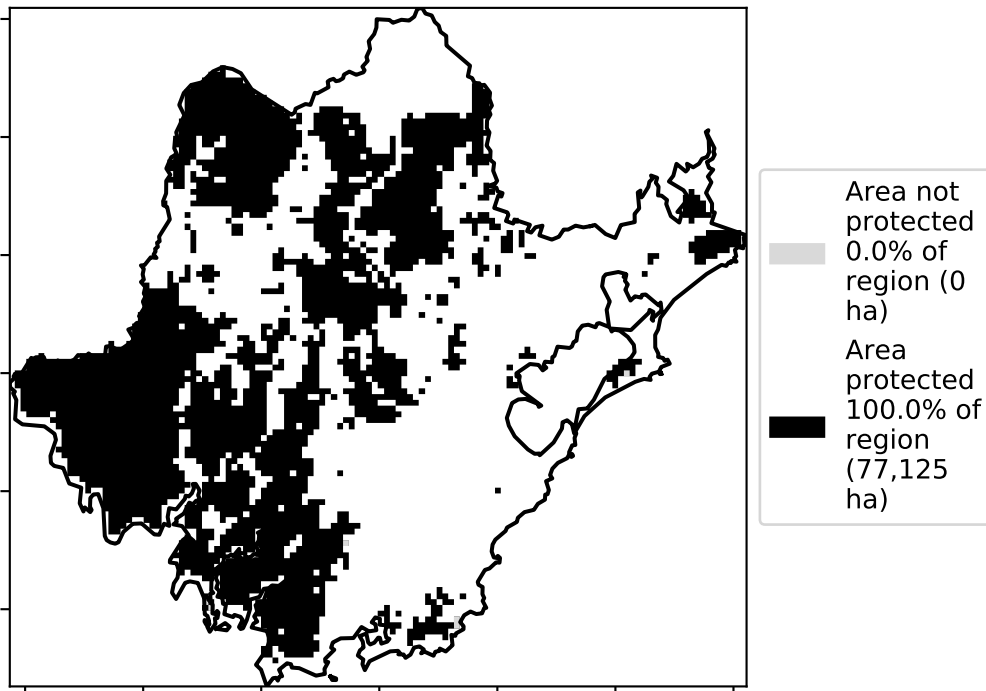 Area not
protected
0.0% of
region (0
ha)
Area
protected
100.0% of
region
(77,125
ha)